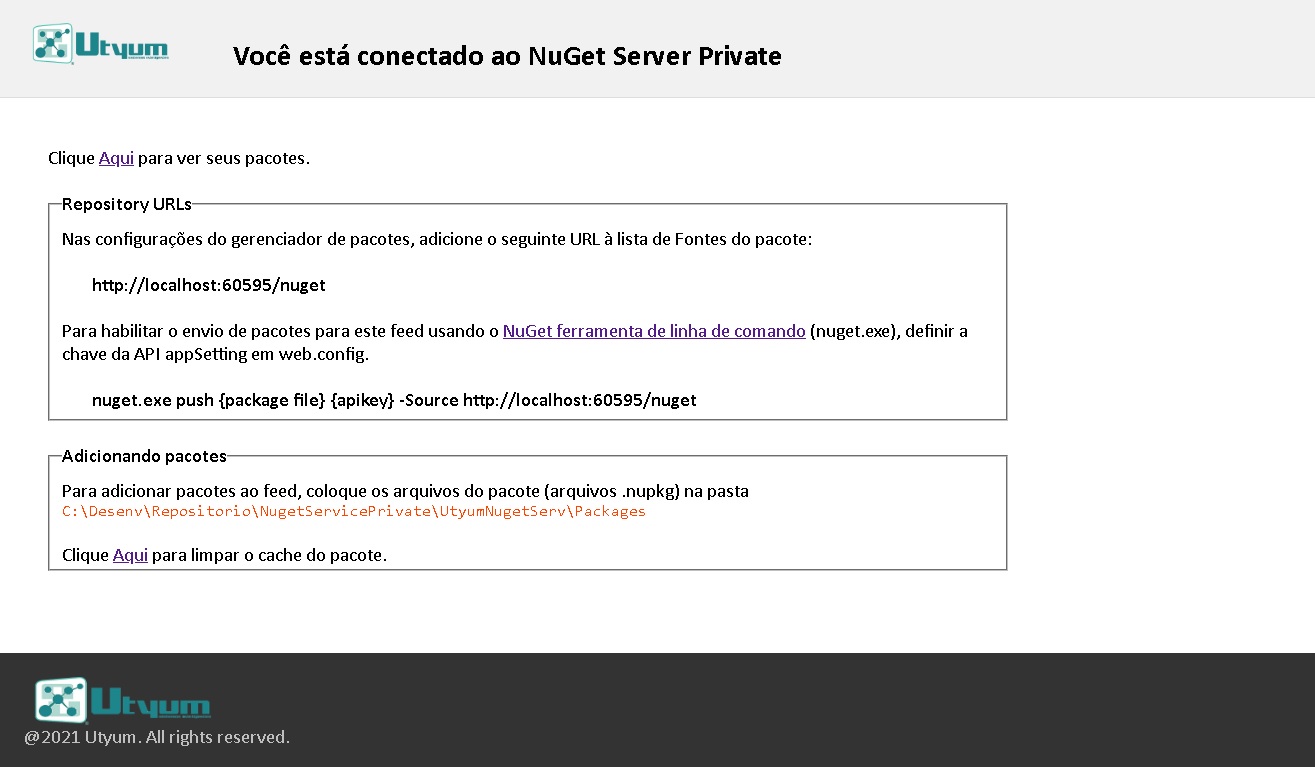 Utyum
Você está conectado ao NuGet Server Private
Clique Aqui para ver seus pacotes.
Repository URLs
Nas configurações do gerenciador de pacotes, adicione o seguinte URL à lista de Fontes do pacote:
http://localhost:60595/nuget
Para habilitar o envio de pacotes para este feed usando o NuGet ferramenta de linha de comando (nuget.exe), definir a
chave da API appSetting em web.config.
nuget.exe push {package file} {apikey} -Source http://localhost:60595/nuget
Adicionando pacotes
Para adicionar pacotes ao feed, coloque os arquivos do pacote (arquivos .nupkg) na pasta
C:\Desenv\Repositorio\NugetServicePrivate\UtyumNugetServ\Packages
Clique Aqui para limpar o cache do pacote.
Utyum
@2021 Utyum. All rights reserved.